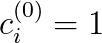 c_i^{(0)} = 1